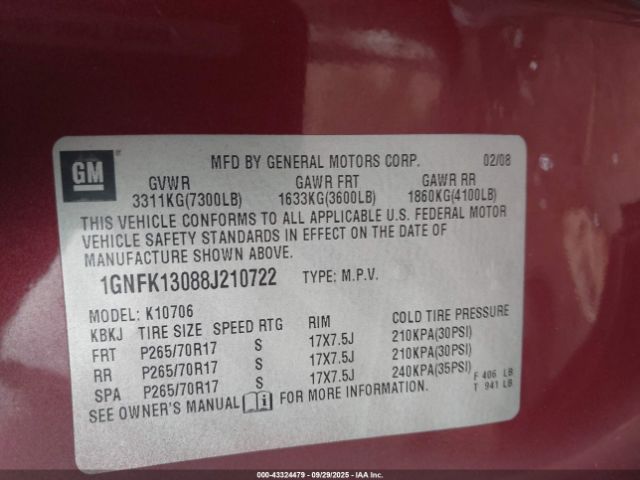 GM
MFD BY GENERAL MOTORS CORP. 02/08
GVWR GAWR FRT GAWR RR
3311KG(7300LB) 1633KG(3600LB) 1860KG(4100LB)
THIS VEHICLE CONFORMS TO ALL APPLICABLE U.S. FEDERAL MOTOR
VEHICLE SAFETY STANDARDS IN EFFECT ON THE DATE OF
MANUFACTURE SHOWN ABOVE.
1GNFK13088J210722 TYPE: M.P.V.
MODEL: K10706
KBKJ TIRE SIZE SPEED RTG RIM COLD TIRE PRESSURE
FRT P265/70R17 S 17X7.5J 210KPA(30PSI)
RR P265/70R17 S 17X7.5J 210KPA(30PSI)
SPA P265/70R17 S 17X7.5J 240KPA(35PSI)
SEE OWNER'S MANUAL i FOR MORE INFORMATION.
F 406 LB
T 941 LB
000-43324479 - 09/29/2025 - IAA Inc.